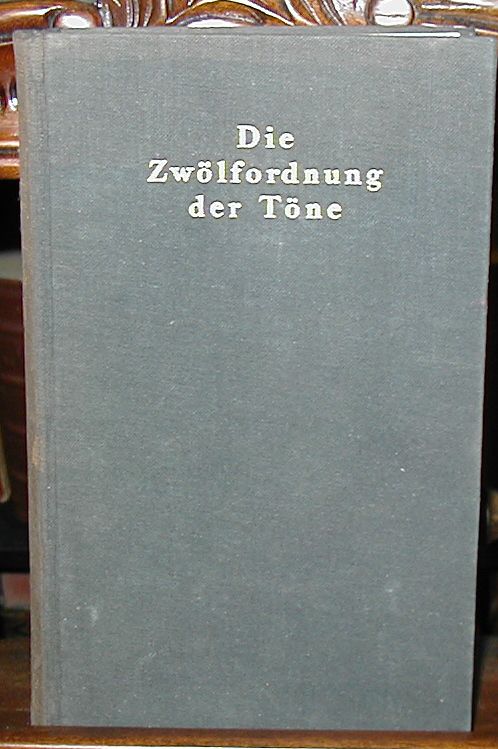 Die
Zwölfordnung
der Töne